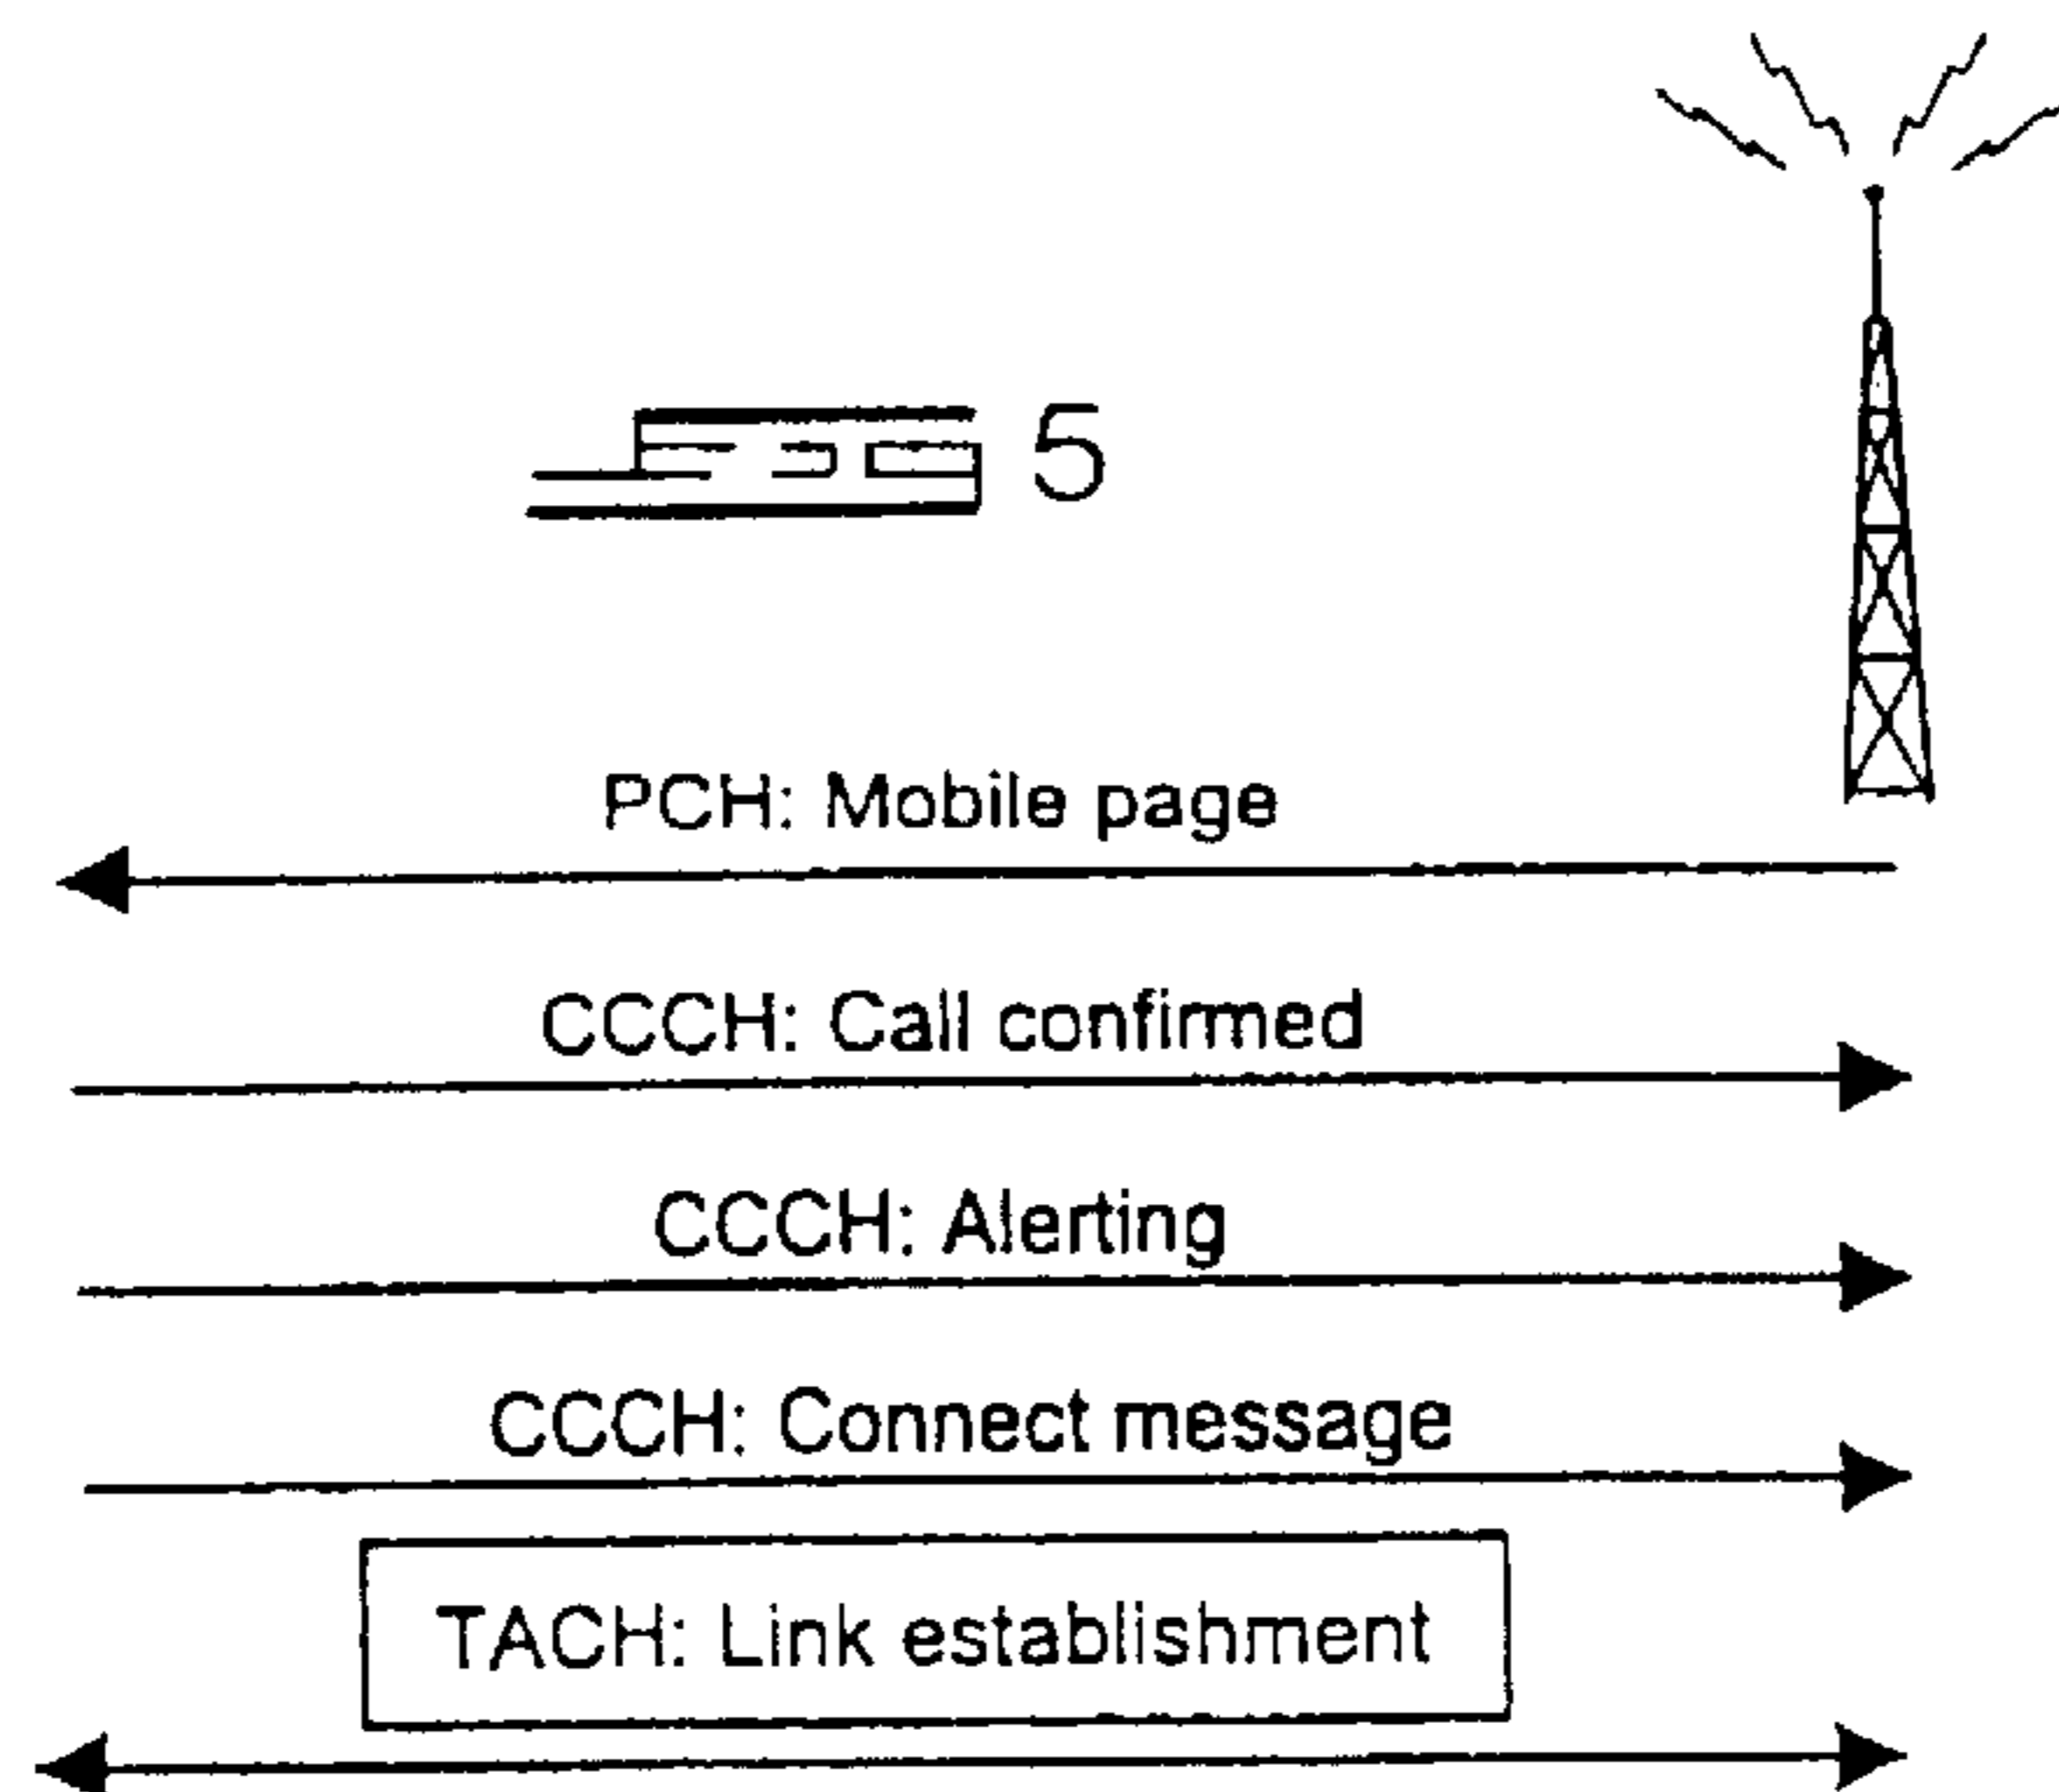 5
PCH: Mobile page
CCCH: Call confirmed
CCCH: Alerting
CCCH: Connect message
TACH: Link establishment